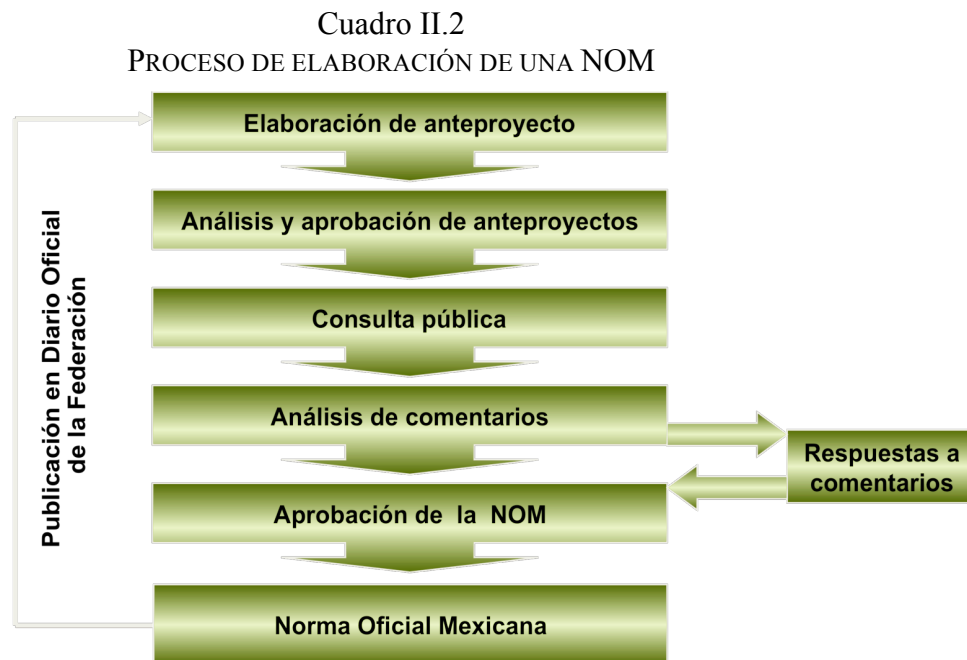 Cuadro II.2
PROCESO DE ELABORACIÓN DE UNA NOM
Elaboración de anteproyecto
Análisis y aprobación de anteproyectos
Consulta pública
Análisis de comentarios
Respuestas a
comentarios
Aprobación de la NOM
Norma Oficial Mexicana
Publicación en Diario Oficial
de la Federación